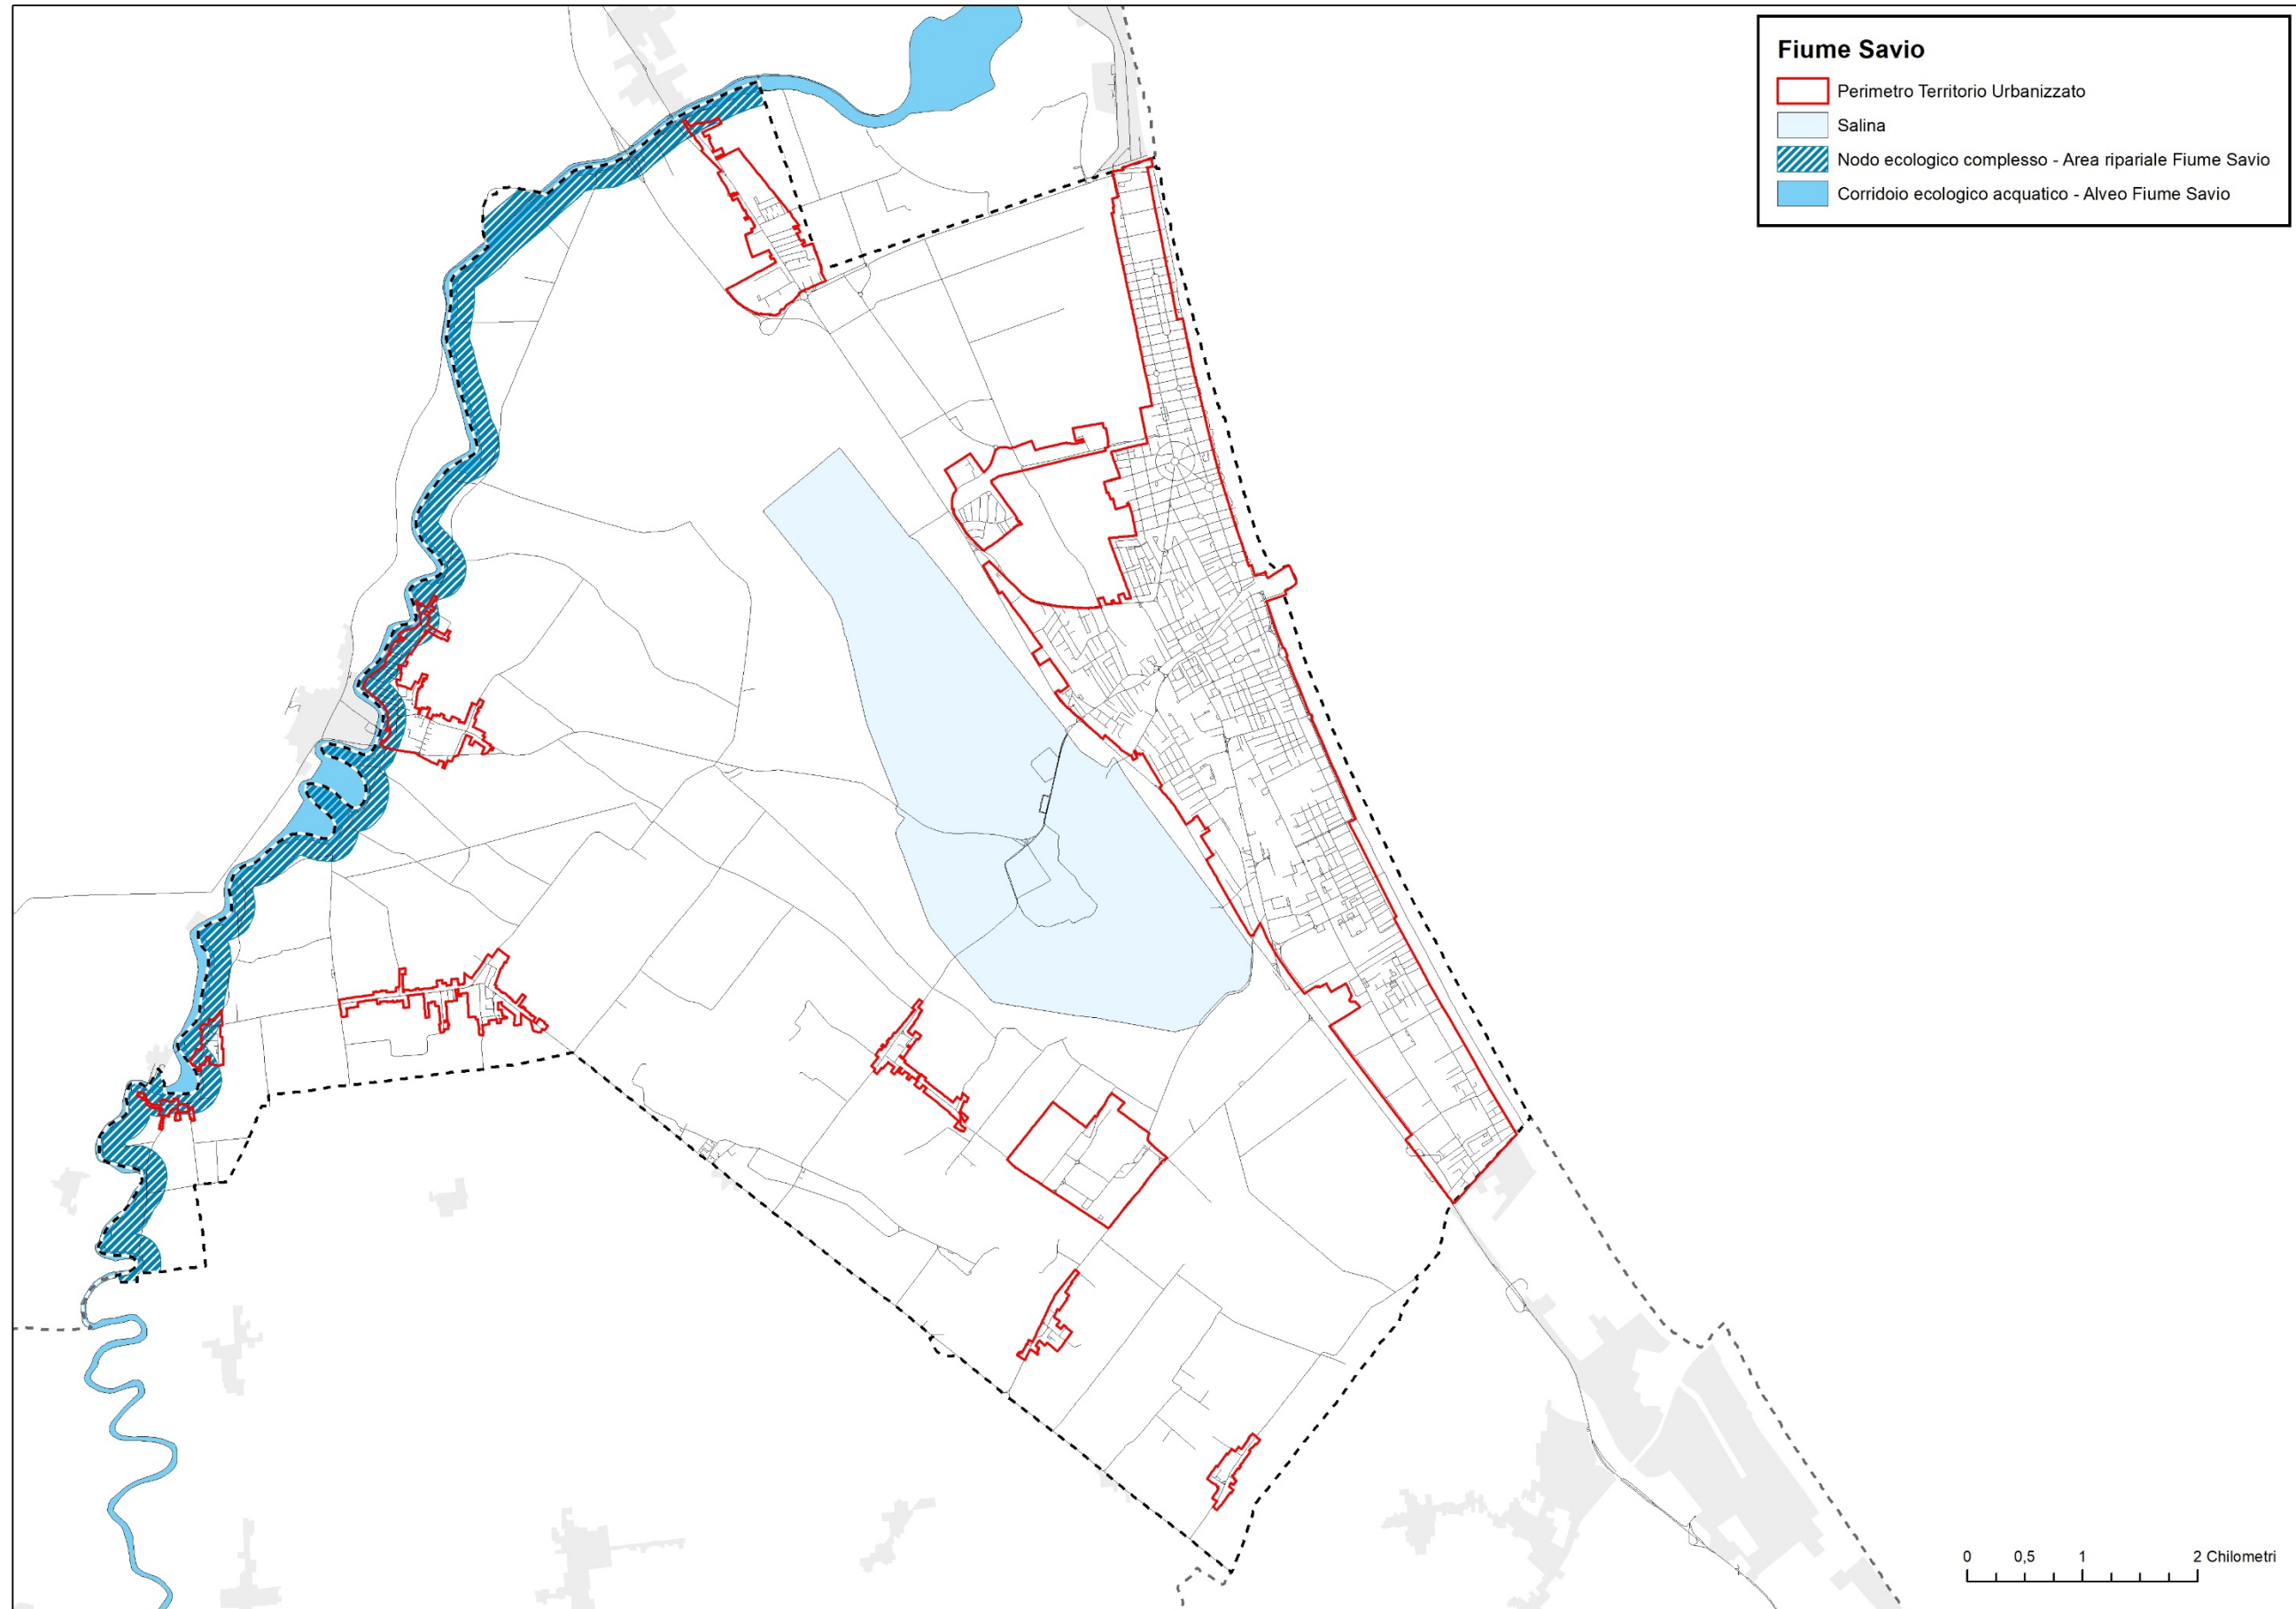 Fiume Savio
Perimetro Territorio Urbanizzato
Salina
Nodo ecologico complesso - Area ripariale Fiume Savio
Corridoio ecologico acquatico - Alveo Fiume Savio
0 0,5 1 2 Chilometri